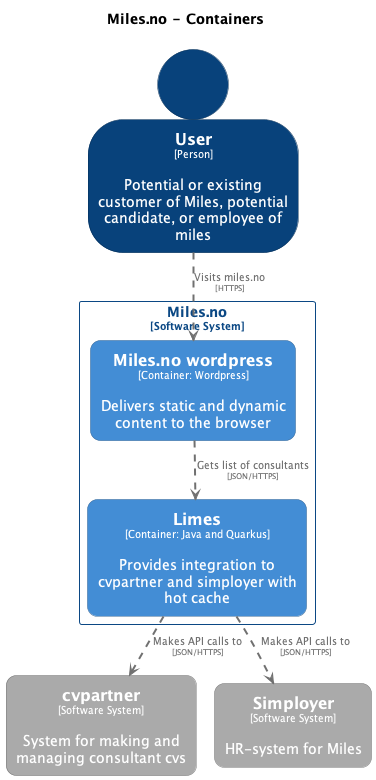 Miles.no - Containers
User
[Person]
Potential or existing
customer of Miles, potential
candidate, or employee of
miles
Visits miles.no
[HTTPS]
Miles.no
[Software System]
Miles.no wordpress
[Container: Wordpress]
Delivers static and dynamic
content to the browser
Gets list of consultants
[JSON/HTTPS]
Limes
[Container: Java and Quarkus]
Provides integration to
cvpartner and simployer with
hot cache
Makes API calls to
[JSON/HTTPS]
Makes API calls to
[JSON/HTTPS]
cvpartner
[Software System]
System for making and
managing consultant cvs
Simployer
[Software System]
HR-system for Miles